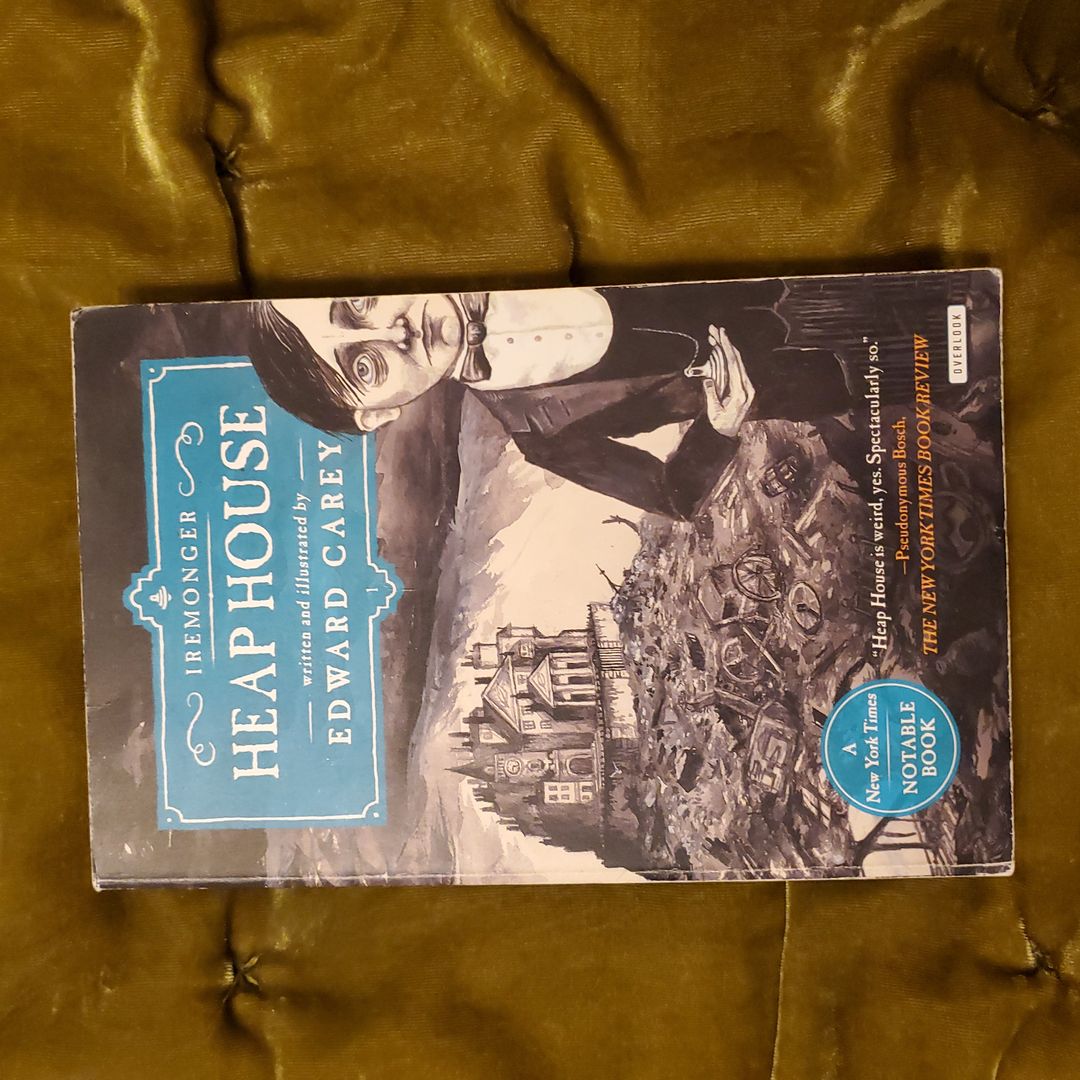 IREMONGER
HEAP HOUSE
written and illustrated by
EDWARD CAREY
1
"Heap House is weird, yes. Spectacularly so."
—Pseudonymous Bosch,
THE NEW YORK TIMES BOOK REVIEW
A
New York Times
NOTABLE
BOOK
OVERLOOK